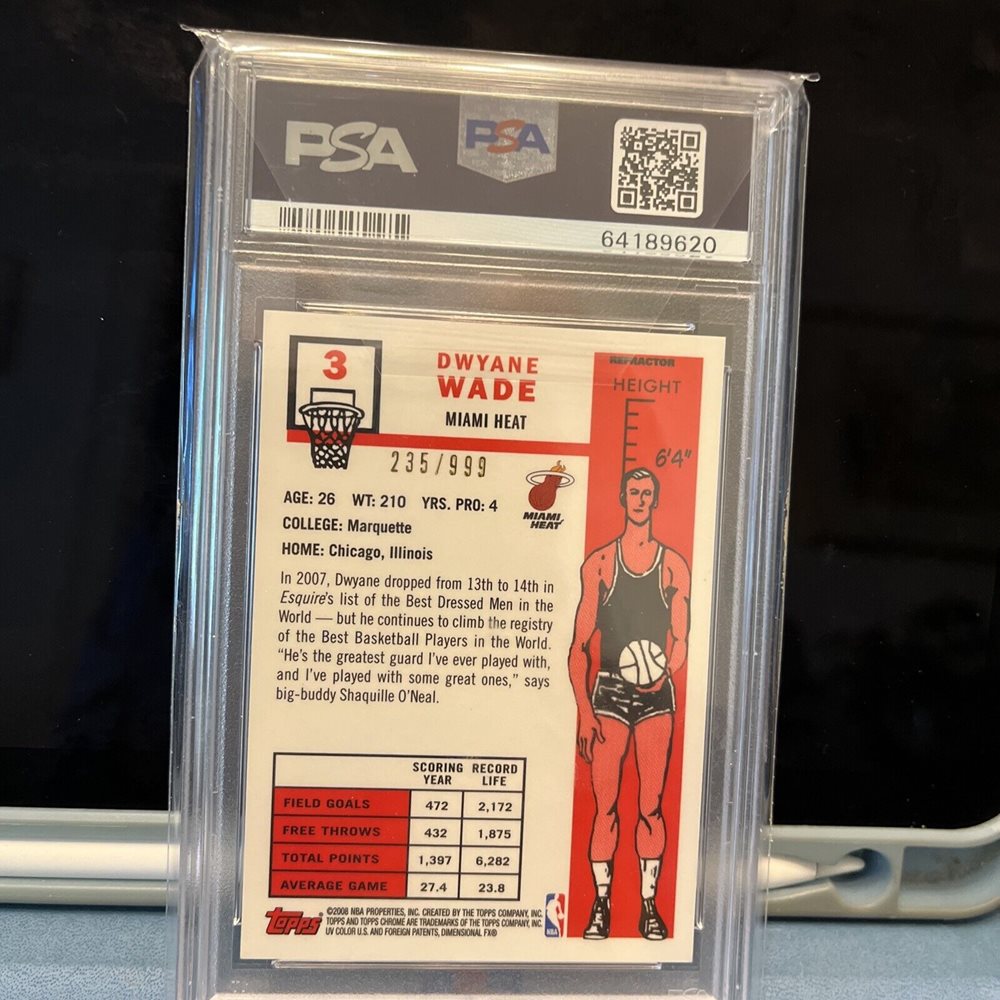 PSA
PSA
64189620
3
DWYANE
WADE
MIAMI HEAT
235/999
REFRACTOR
HEIGHT
6'4"
MIAMI
HEAT
AGE: 26 WT: 210 YRS. PRO: 4
COLLEGE: Marquette
HOME: Chicago, Illinois
In 2007, Dwyane dropped from 13th to 14th in
Esquire's list of the Best Dressed Men in the
World — but he continues to climb the registry
of the Best Basketball Players in the World.
“He's the greatest guard I've ever played with,
and I've played with some great ones,” says
big-buddy Shaquille O'Neal.
SCORING RECORD
YEAR LIFE
FIELD GOALS 472 2,172
FREE THROWS 432 1,875
TOTAL POINTS 1,397 6,282
AVERAGE GAME 27.4 23.8
Topps®
©2008 NBA PROPERTIES, INC. CREATED BY THE TOPPS COMPANY, INC.
TOPPS AND TOPPS CHROME ARE TRADEMARKS OF THE TOPPS COMPANY, INC.
UV COLOR U.S. AND FOREIGN PATENTS, DIMENSIONAL FX®
NBA
PSA